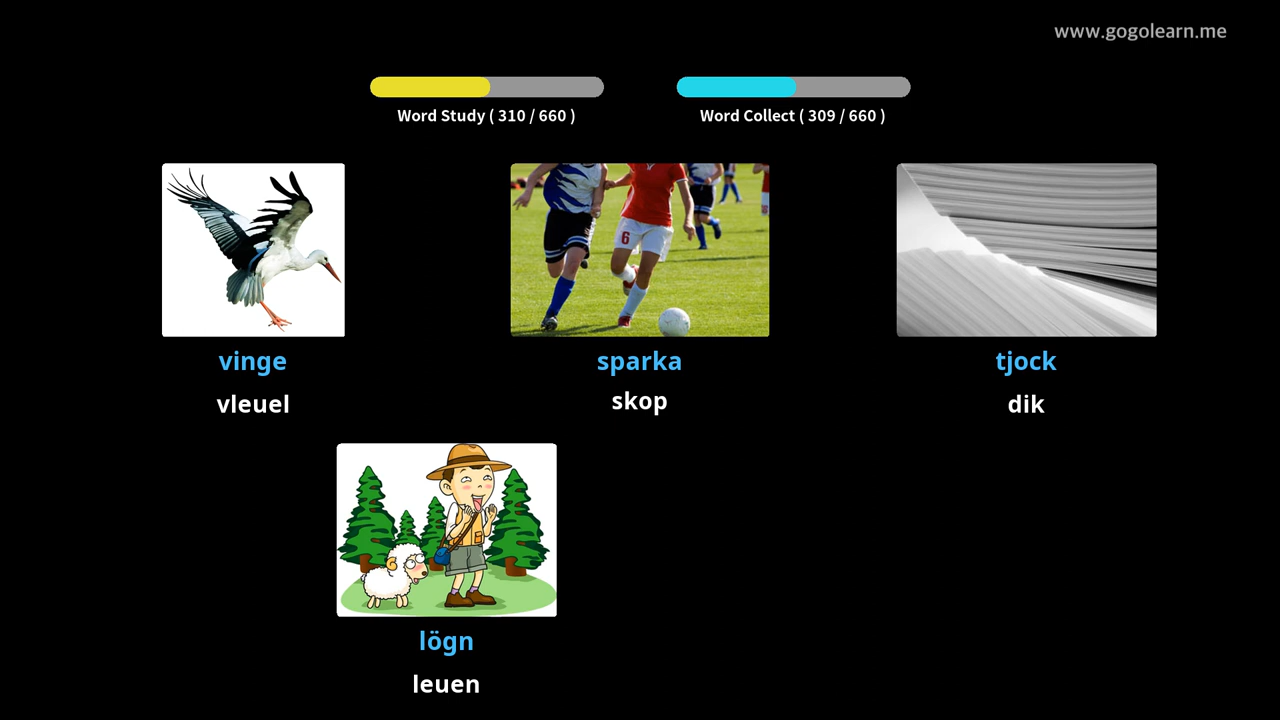 www.gogolearn.me
Word Study ( 310 / 660 )
Word Collect ( 309 / 660 )
vinge
vleuel
sparka
skop
tjock
dik
6
lögn
leuen